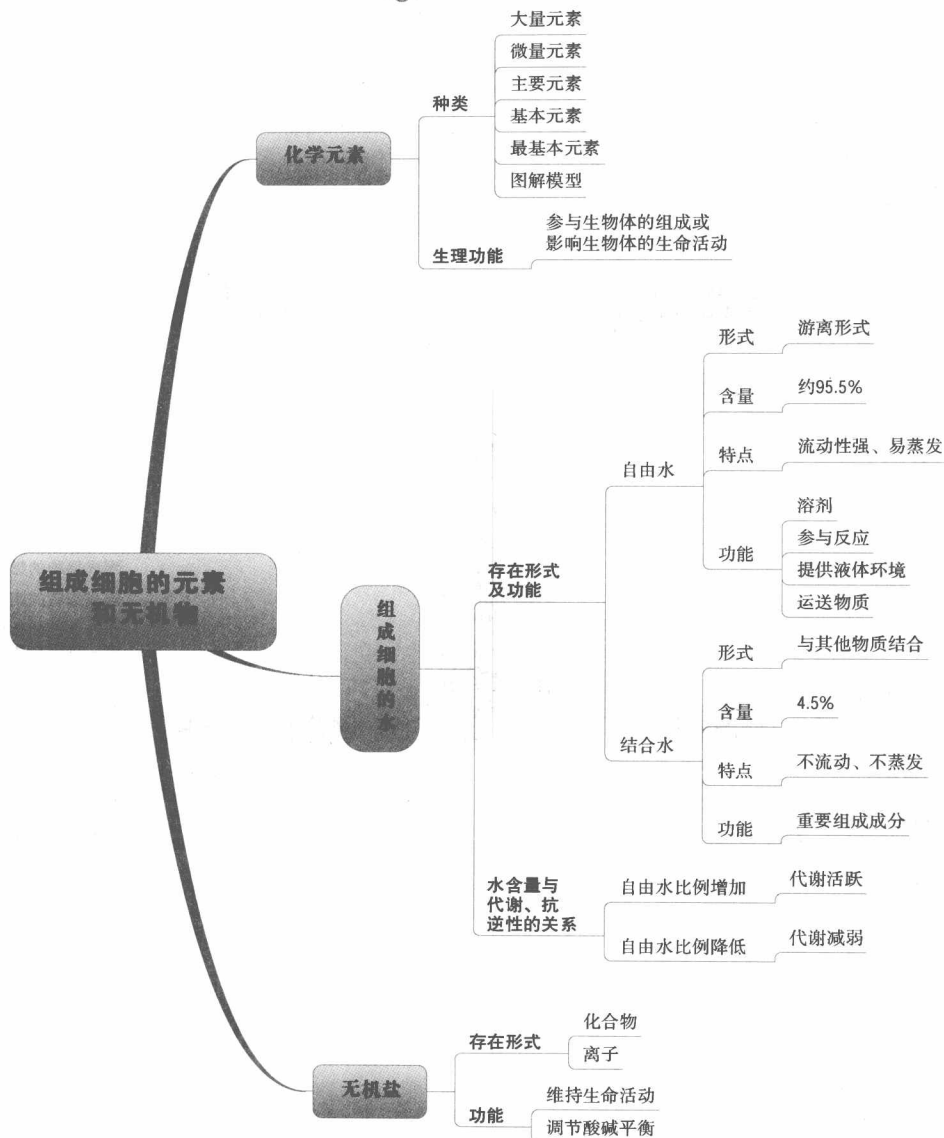 组成细胞的元素
和无机物
化学元素
种类
大量元素
微量元素
主要元素
基本元素
最基本元素
图解模型
生理功能
参与生物体的组成或
影响生物体的生命活动
组成细胞的水
存在形式
及功能
自由水
形式
游离形式
含量
约95.5%
特点
流动性强、易蒸发
功能
溶剂
参与反应
提供液体环境
运送物质
结合水
形式
与其他物质结合
含量
4.5%
特点
不流动、不蒸发
功能
重要组成成分
水含量与
代谢、抗
逆性的关系
自由水比例增加
代谢活跃
自由水比例降低
代谢减弱
无机盐
存在形式
化合物
离子
功能
维持生命活动
调节酸碱平衡